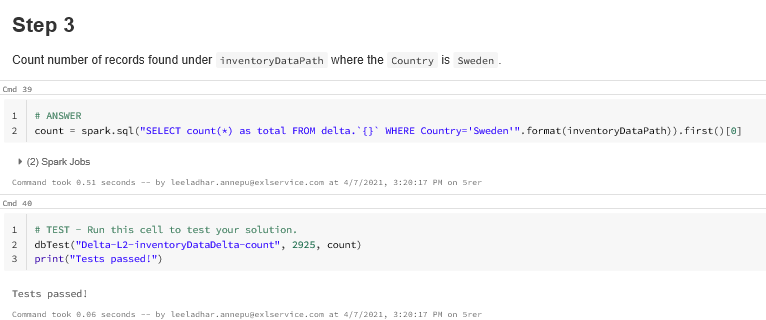 Step 3
Count number of records found under inventoryDataPath where the Country is Sweden.
Cmd 39
1 # ANSWER
2 count = spark.sql("SELECT count(*) as total FROM delta.`{}` WHERE Country='Sweden'".format(inventoryDataPath)).first()[0]
(2) Spark Jobs
Command took 0.51 seconds -- by leeladhar.annepu@exlservice.com at 4/7/2021, 3:20:17 PM on 5rer
Cmd 40
1 # TEST - Run this cell to test your solution.
2 dbTest("Delta-L2-inventoryDataDelta-count", 2925, count)
3 print("Tests passed!")
Tests passed!
Command took 0.06 seconds -- by leeladhar.annepu@exlservice.com at 4/7/2021, 3:20:17 PM on 5rer